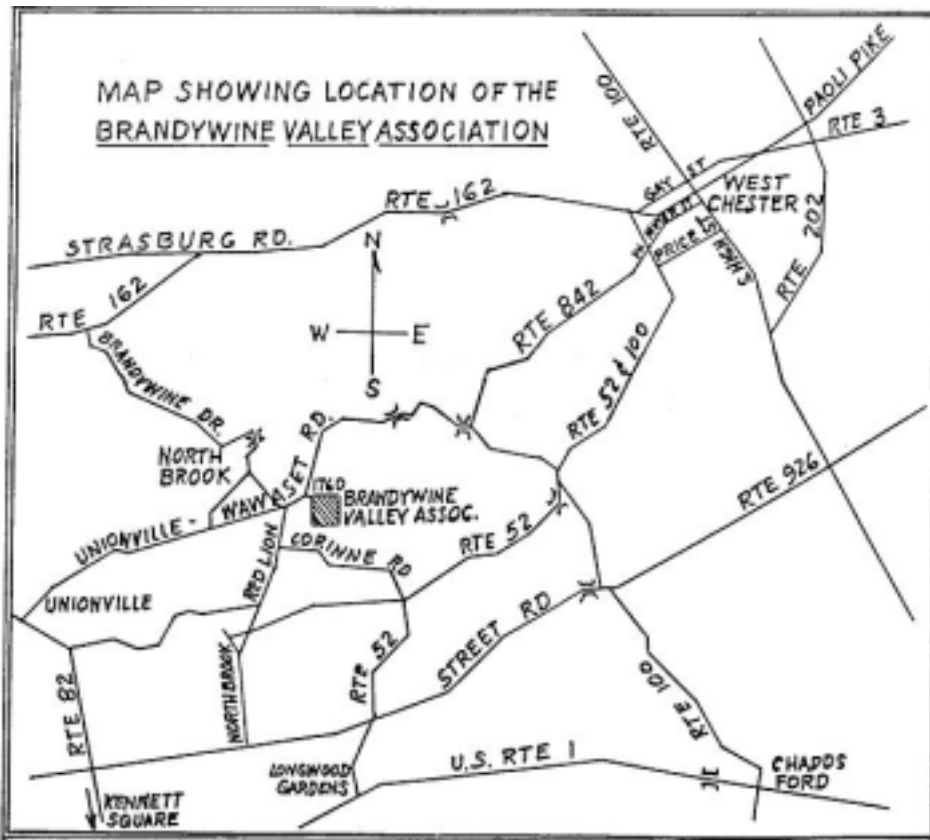 MAP SHOWING LOCATION OF THE
BRANDYWINE VALLEY ASSOCIATION
RTE 100
PAOLI PIKE
RTE 3
GAY ST
WEST
CHESTER
RTE 162
STRASBURG RD.
PRICE ST
S. HIGH
RTE 202
N
W E
S
RTE 162
RTE 842
RTE 52 & 100
BRANDYWINE DR.
NORTH
BROOK
UNIONVILLE - WAWASET RD.
1760
BRANDYWINE
VALLEY ASSOC.
RTE 926
RED LION
CORINNE RD
RTE 52
UNIONVILLE
STREET RD
RTE 82
NORTHBROOK
RTE 52
RTE 100
LONGWOOD
GARDENS
U.S. RTE 1
CHADDS
FORD
KENNETT
SQUARE